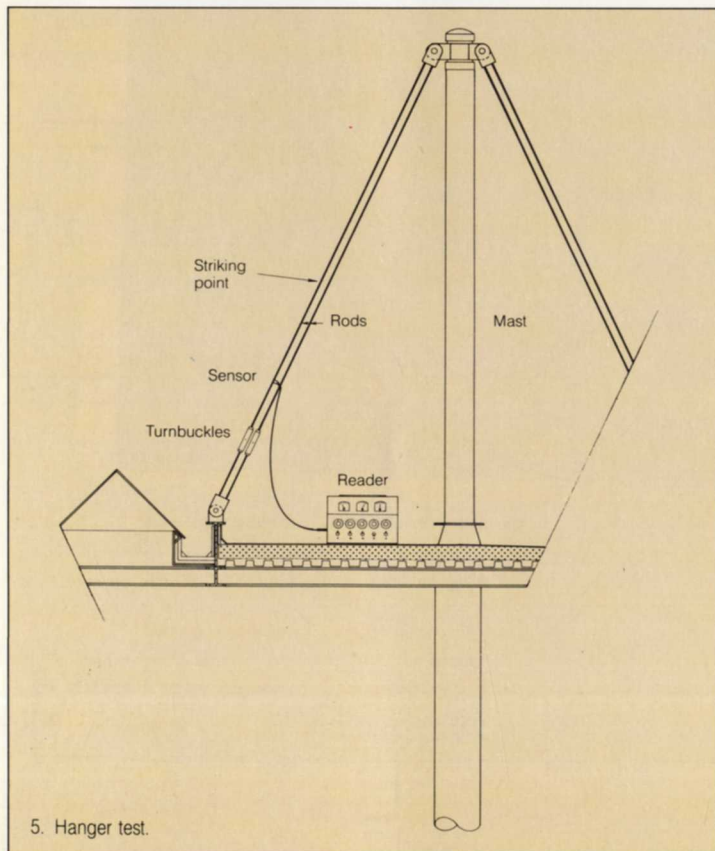 Striking
point
Rods
Mast
Sensor
Turnbuckles
Reader
5. Hanger test.